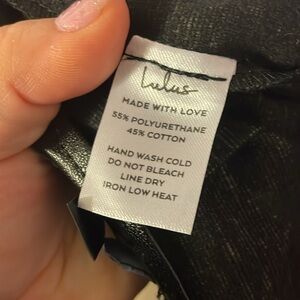 Lulus
MADE WITH LOVE
55% POLYURETHANE
45% COTTON
HAND WASH COLD
DO NOT BLEACH
LINE DRY
IRON LOW HEAT